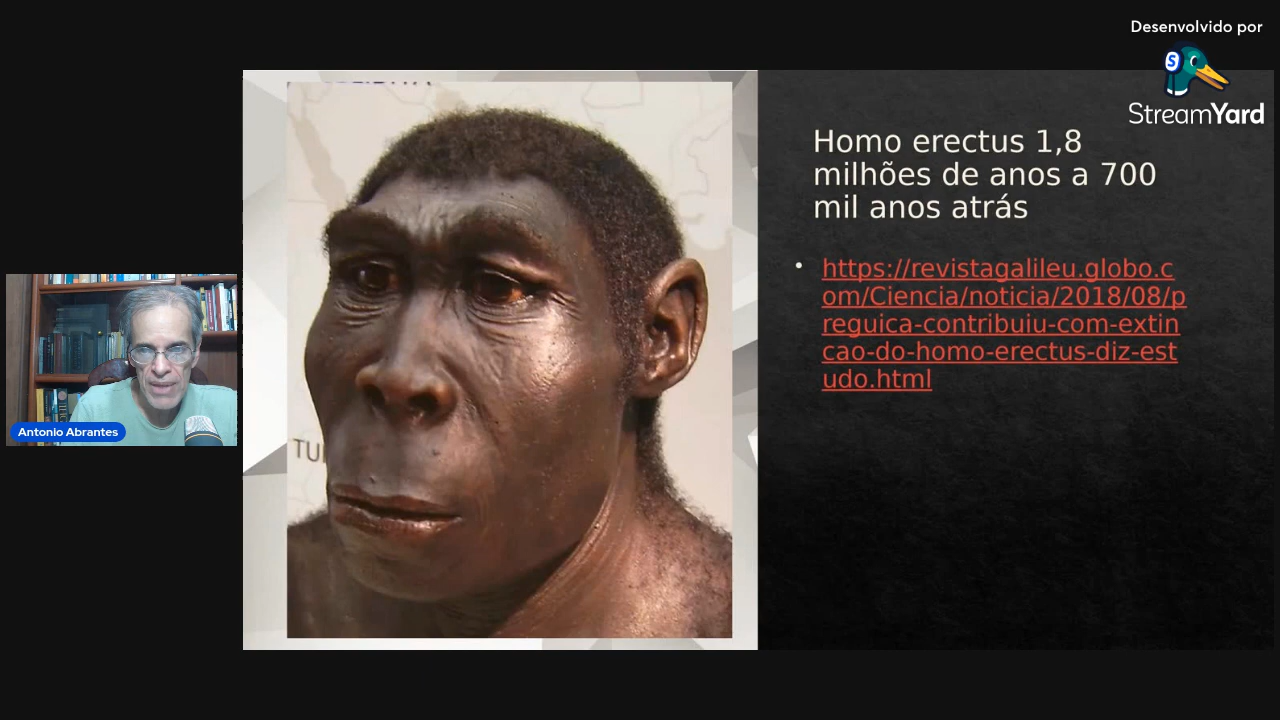 Desenvolvido por
StreamYard
Homo erectus 1,8
milhões de anos a 700
mil anos atrás
https://revistagalileu.globo.c
om/Ciencia/noticia/2018/08/p
reguica-contribuiu-com-extin
cao-do-homo-erectus-diz-est
udo.html
TU
Antonio Abrantes